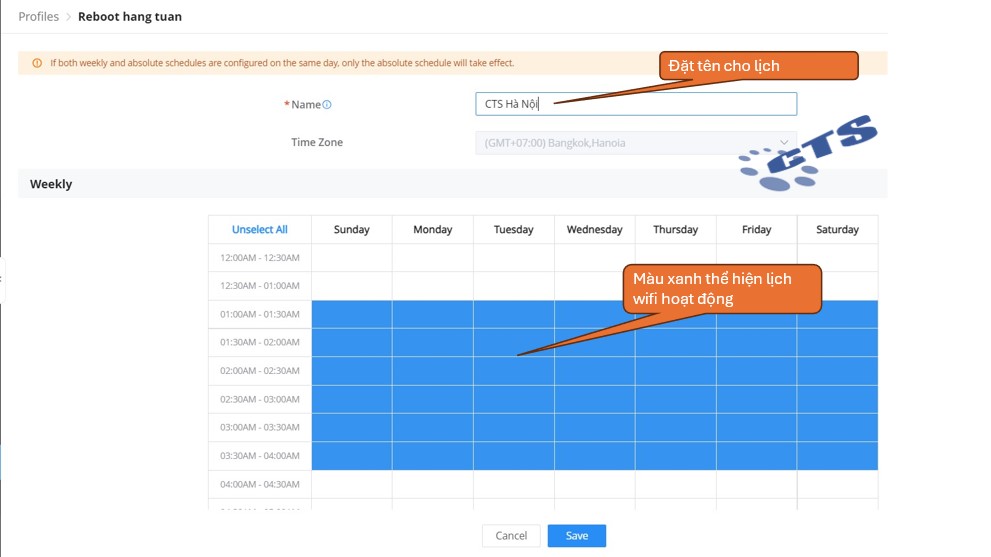 Profiles > Reboot hang tuan
If both weekly and absolute schedules are configured on the same day, only the absolute schedule will take effect.
Đặt tên cho lịch
*Name
CTS Hà Nội
Time Zone
(GMT+07:00) Bangkok,Hanoia
CTS
Weekly
Unselect All Sunday Monday Tuesday Wednesday Thursday Friday Saturday
12:00AM - 12:30AM
12:30AM - 01:00AM
Màu xanh thể hiện lịch
wifi hoạt động
01:00AM - 01:30AM
01:30AM - 02:00AM
02:00AM - 02:30AM
02:30AM - 03:00AM
03:00AM - 03:30AM
03:30AM - 04:00AM
04:00AM - 04:30AM
Cancel Save